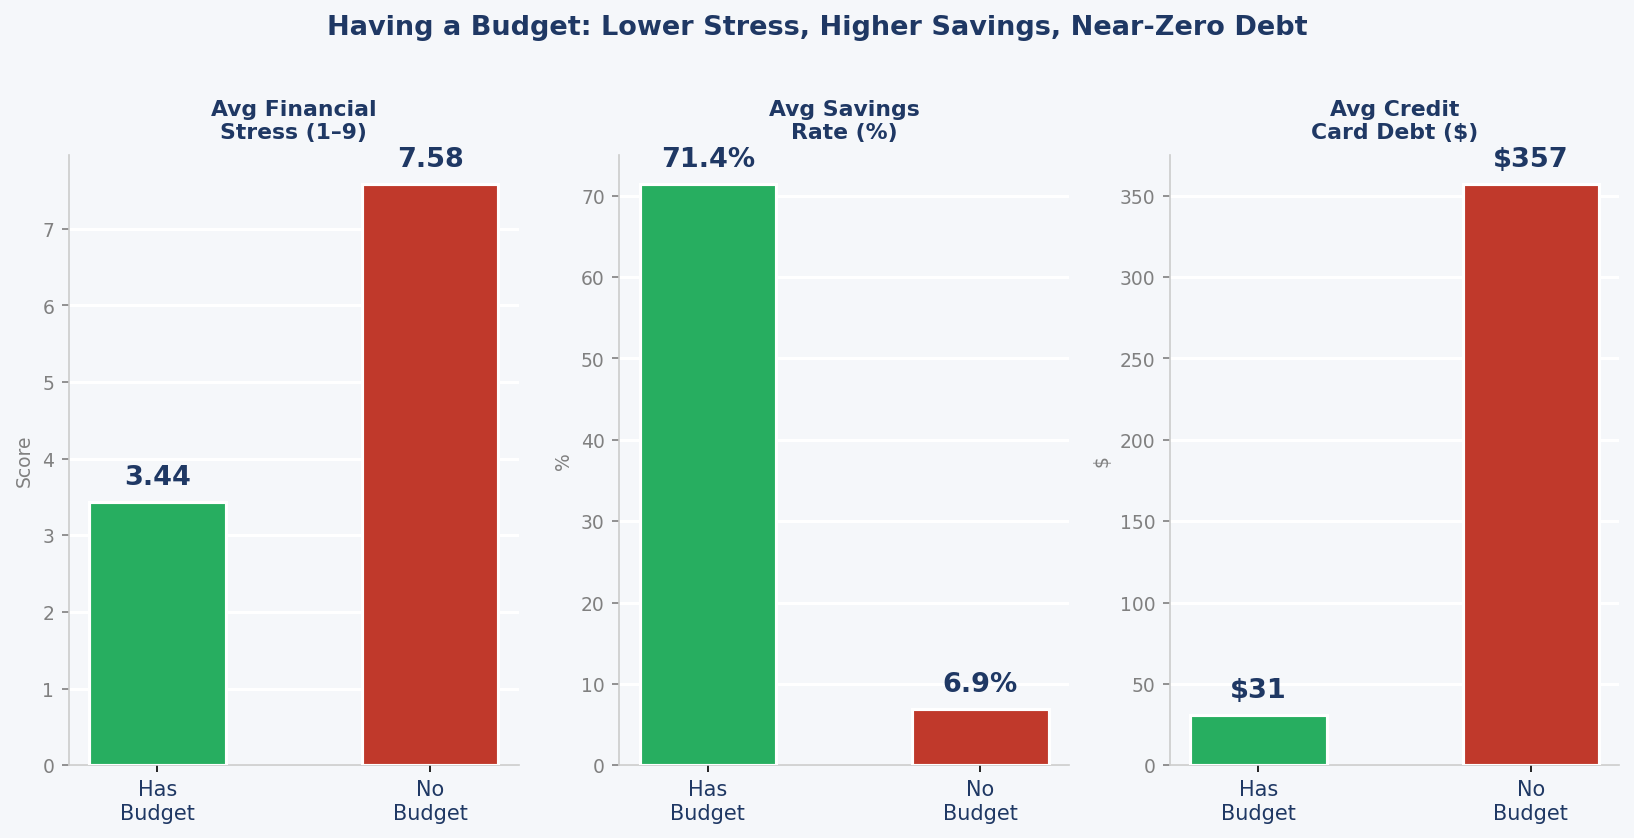 Having a Budget: Lower Stress, Higher Savings, Near-Zero Debt
Avg Financial
Stress (1–9)
7.58
3.44
Score
7
6
5
4
3
2
1
0
Has
Budget
No
Budget
Avg Savings
Rate (%)
71.4%
6.9%
%
70
60
50
40
30
20
10
0
Has
Budget
No
Budget
Avg Credit
Card Debt ($)
$357
$31
$
350
300
250
200
150
100
50
0
Has
Budget
No
Budget